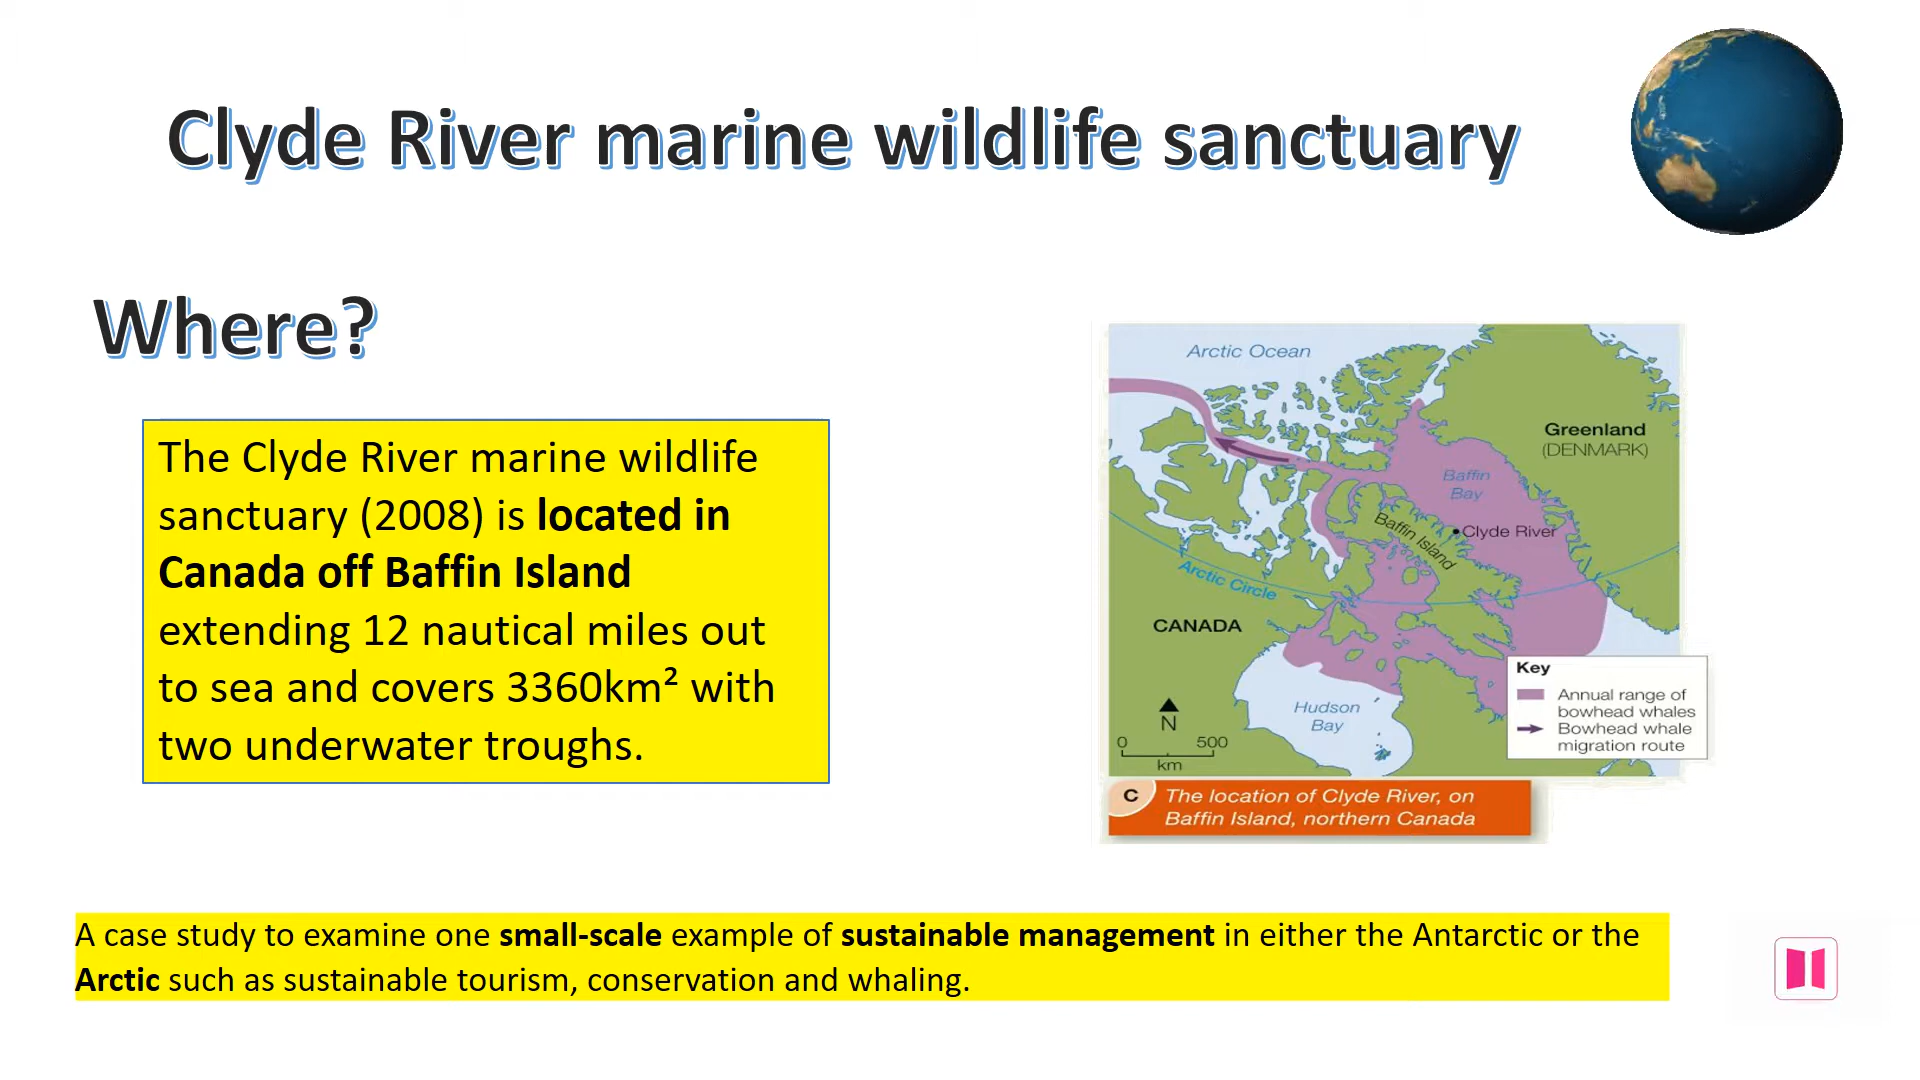 Clyde River marine wildlife sanctuary
Where?
The Clyde River marine wildlife
sanctuary (2008) is located in
Canada off Baffin Island
extending 12 nautical miles out
to sea and covers 3360km² with
two underwater troughs.
Arctic Ocean
Greenland
(DENMARK)
Baffin
Bay
Clyde River
Baffin Island
Arctic Circle
CANADA
Hudson
Bay
N
0 500
km
Key
Annual range of
bowhead whales
Bowhead whale
migration route
C The location of Clyde River, on
Baffin Island, northern Canada
A case study to examine one small-scale example of sustainable management in either the Antarctic or the
Arctic such as sustainable tourism, conservation and whaling.